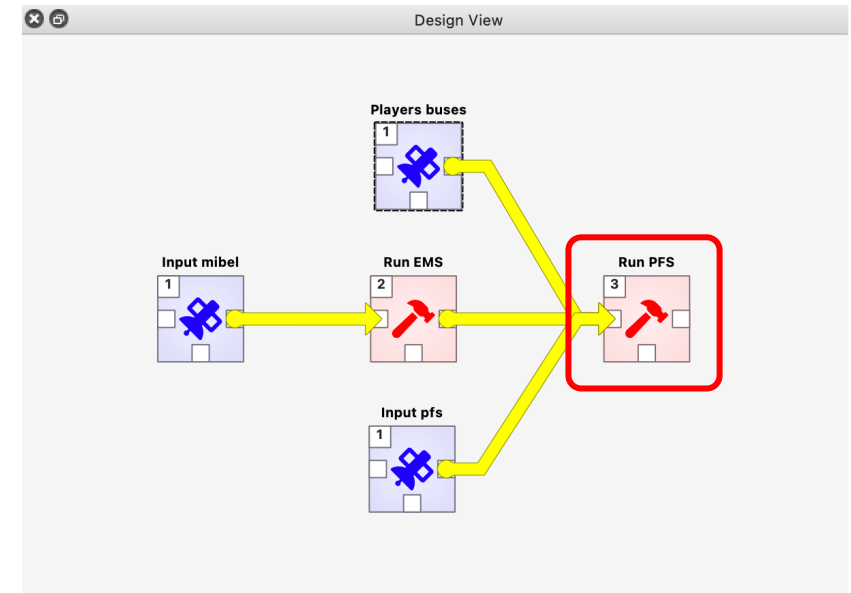 Design View
Players buses
1
Input mibel
1
Run EMS
2
Run PFS
3
Input pfs
1